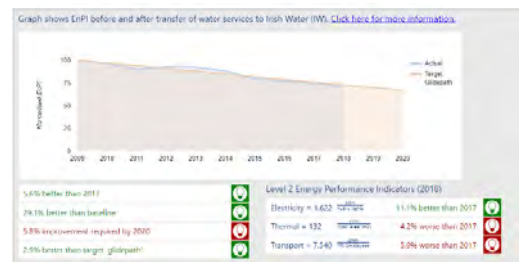 Graph shows EnPI before and after transfer of water services to Irish Water (IW). Click here for more information.
Normalised EnPI
100
75
50
25
0
2009 2010 2011 2012 2013 2014 2015 2016 2017 2018 2019 2020
Actual
Target
Glidepath
5.6% better than 2017
29.1% better than baseline
5.8% improvement required by 2020
2.9% better than target 'glidepath'
Level 2 Energy Performance Indicators (2018)
Electricity = 1,622
11.1% better than 2017
Thermal = 132
4.2% worse than 2017
Transport = 7,540
5.0% worse than 2017